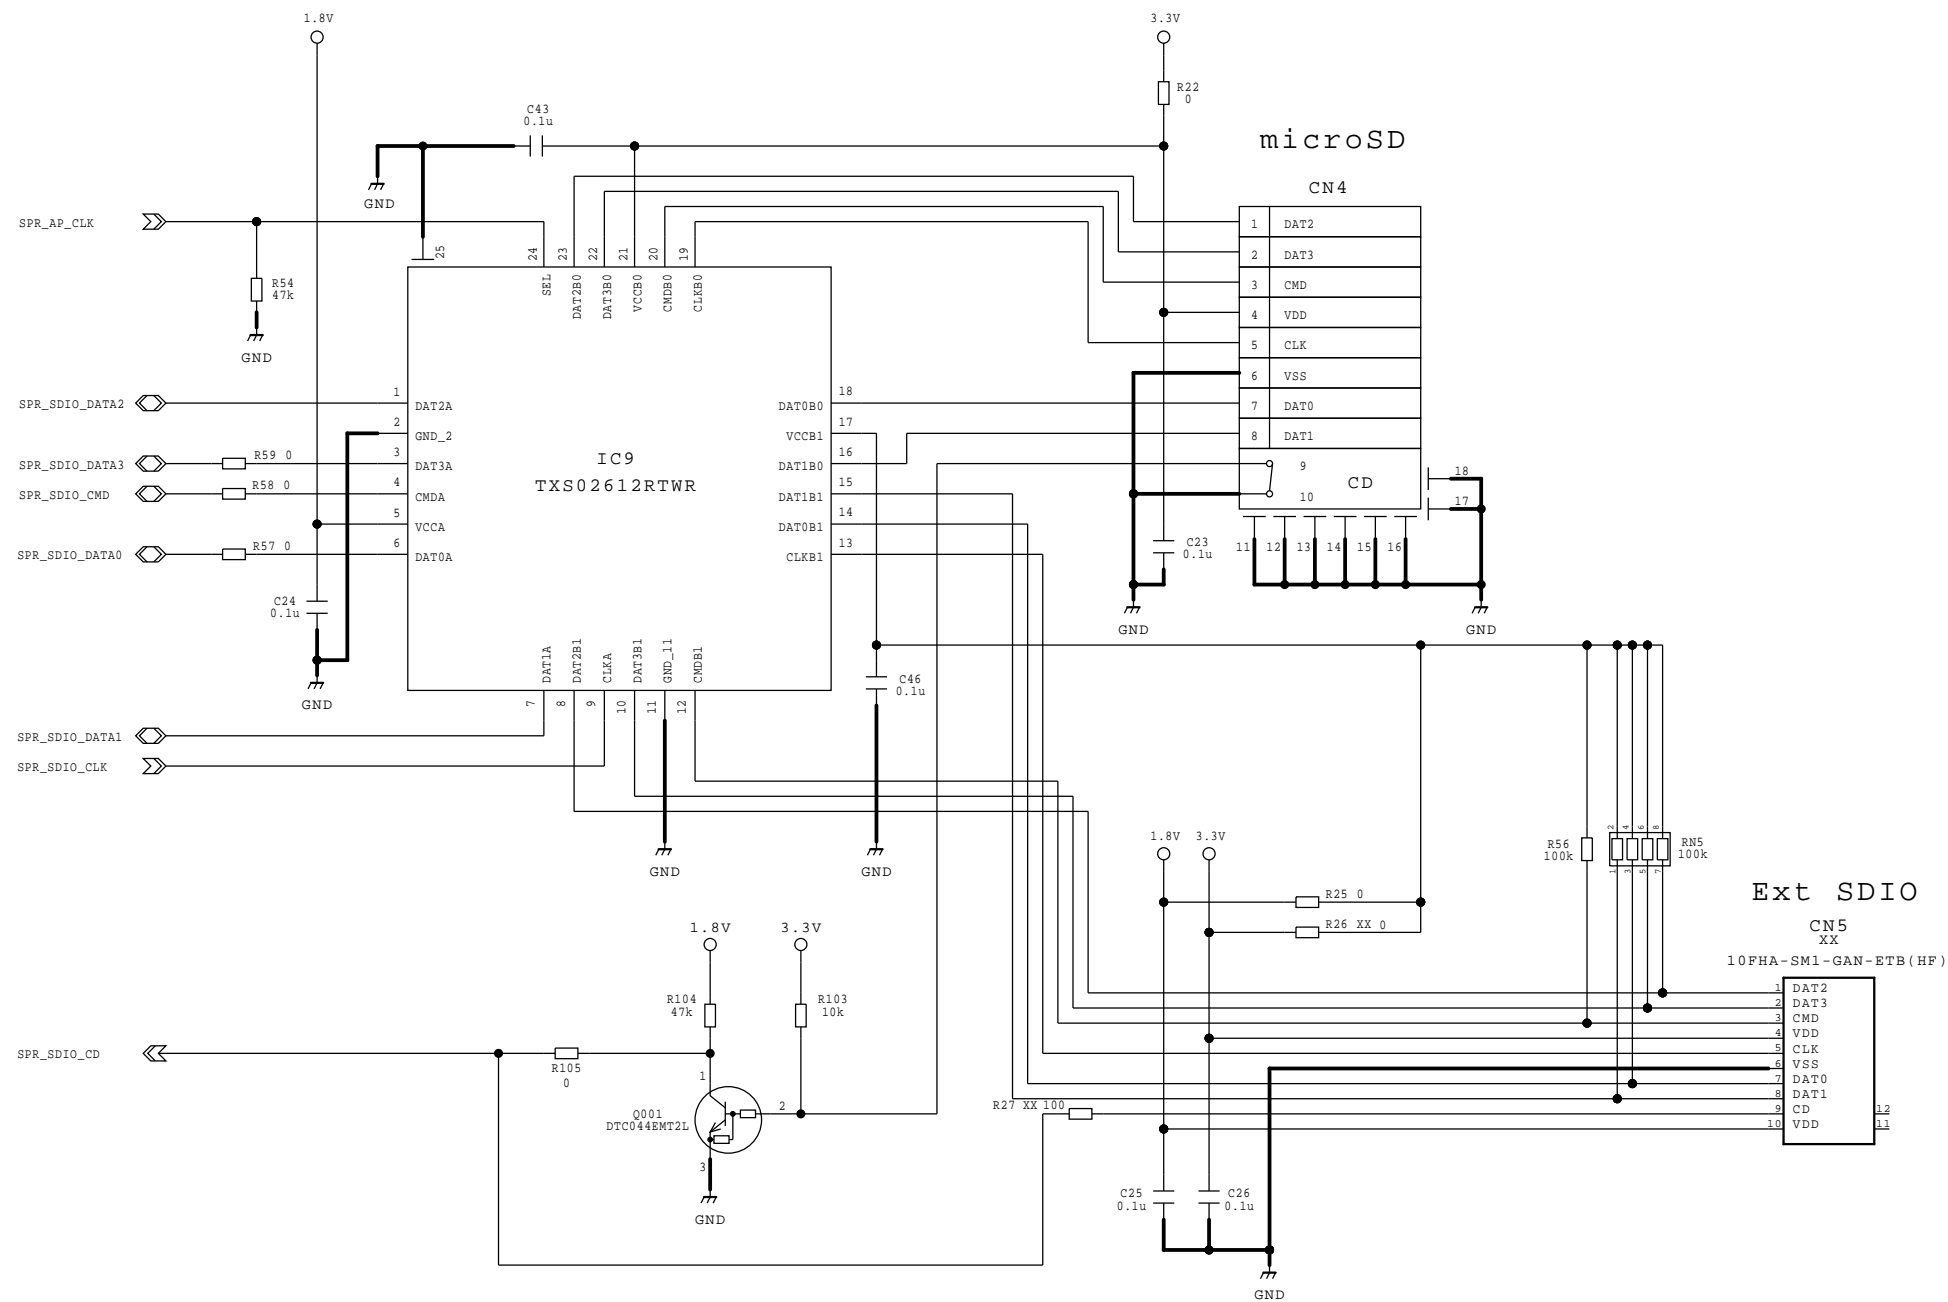 1.8V
3.3V
R22
0
C43
0.1u
microSD
CN4
GND
SPR_AP_CLK
R54
47k
GND
25
24
23
22
21
20
19
SEL
DAT2B0
DAT3B0
VCCB0
CMDB0
CLKB0
1 DAT2
2 DAT3
3 CMD
4 VDD
5 CLK
6 VSS
7 DAT0
8 DAT1
9
10
CD
18
17
11 12 13 14 15 16
SPR_SDIO_DATA2
SPR_SDIO_DATA3
R59 0
SPR_SDIO_CMD
R58 0
SPR_SDIO_DATA0
R57 0
1 DAT2A
2 GND_2
3 DAT3A
4 CMDA
5 VCCA
6 DAT0A
IC9
TXS02612RTWR
DAT0B0 18
VCCB1 17
DAT1B0 16
DAT1B1 15
DAT0B1 14
CLKB1 13
C23
0.1u
GND
GND
C24
0.1u
GND
DAT1A
DAT2B1
CLKA
DAT3B1
GND_11
CMDB1
7
8
9
10
11
12
C46
0.1u
SPR_SDIO_DATA1
SPR_SDIO_CLK
GND
GND
1.8V
3.3V
R25 0
R26 XX 0
R56
100k
2 4 6 8
1 3 5 7
RN5
100k
Ext SDIO
CN5
XX
10FHA-SM1-GAN-ETB(HF)
1 DAT2
2 DAT3
3 CMD
4 VDD
5 CLK
6 VSS
7 DAT0
8 DAT1
9 CD
10 VDD
12
11
1.8V
3.3V
R104
47k
R103
10k
SPR_SDIO_CD
R105
0
1
2
3
Q001
DTC044EMT2L
GND
R27 XX 100
C25
0.1u
C26
0.1u
GND